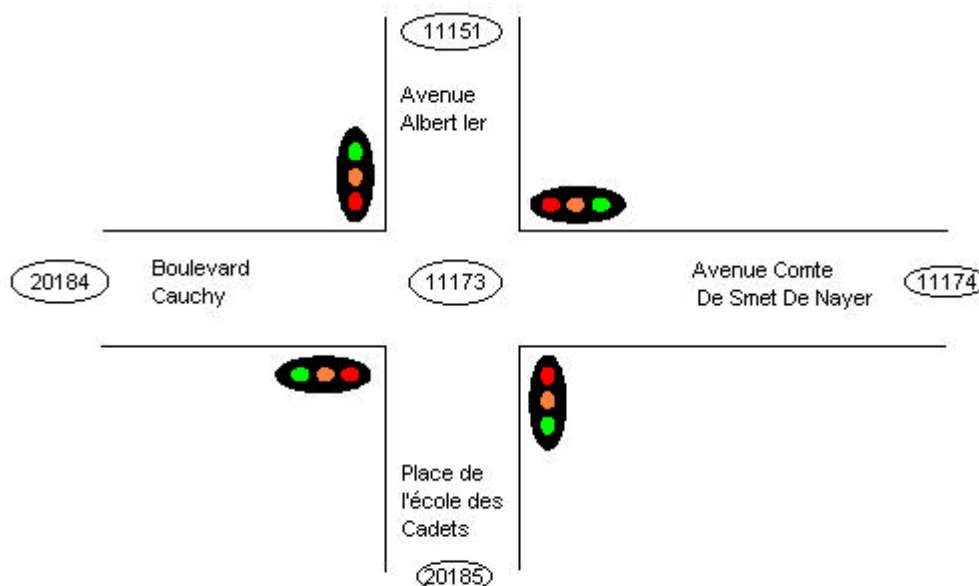 11151
Avenue
Albert Ier
20184
Boulevard
Cauchy
11173
Avenue Comte
De Smet De Nayer
11174
Place de
l'école des
Cadets
20185